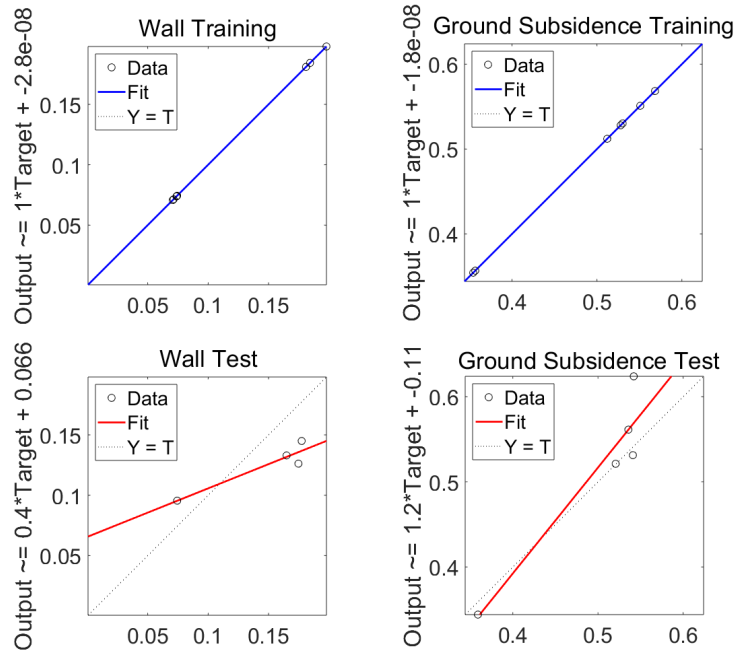 Wall Training
Output ~= 1*Target + -2.8e-08
0.15
0.1
0.05
Data
Fit
Y = T
0.05
0.1
0.15
Ground Subsidence Training
Output ~= 1*Target + -1.8e-08
0.6
0.5
0.4
Data
Fit
Y = T
0.4
0.5
0.6
Wall Test
Output ~= 0.4*Target + 0.066
0.15
0.1
0.05
Data
Fit
Y = T
0.05
0.1
0.15
Ground Subsidence Test
Output ~= 1.2*Target + -0.11
0.6
0.5
0.4
Data
Fit
Y = T
0.4
0.5
0.6